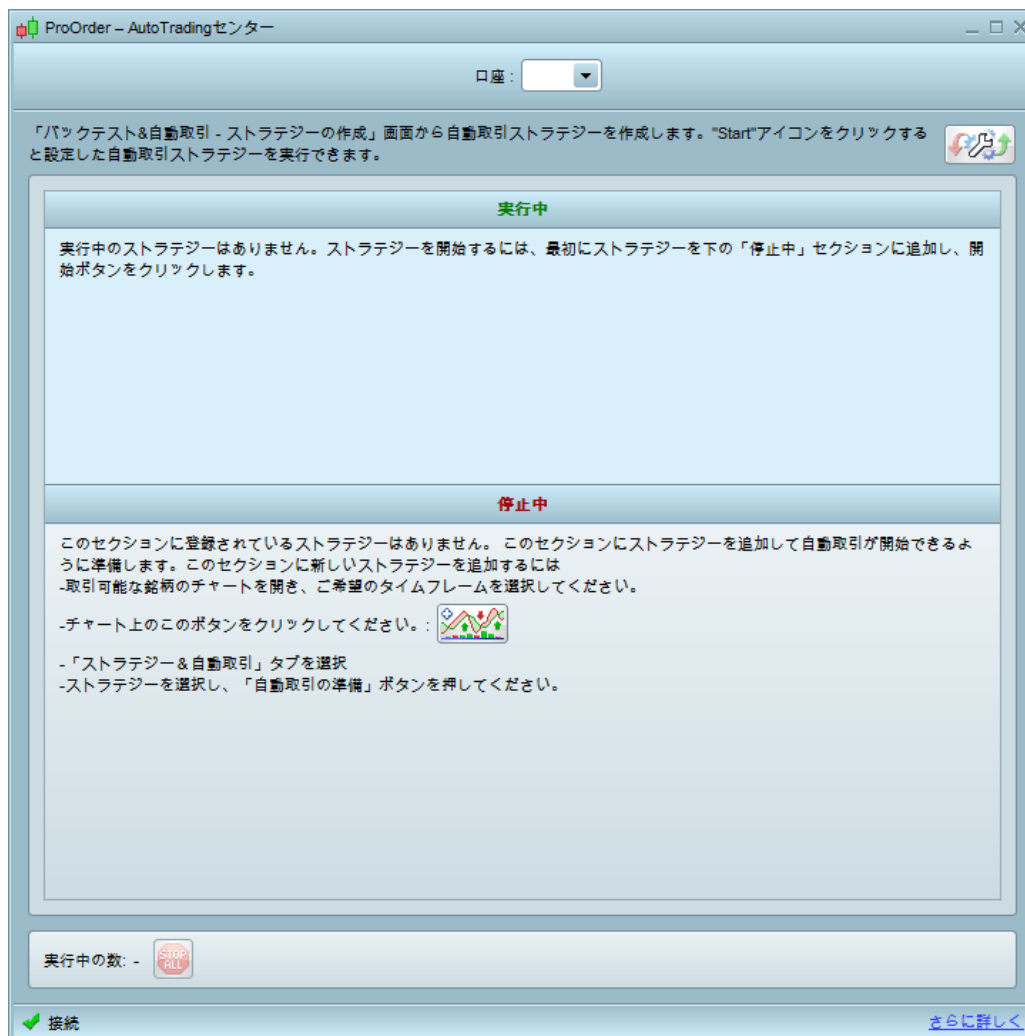 ProOrder – AutoTradingセンター
口座 :
「バックテスト&自動取引 - ストラテジーの作成」画面から自動取引ストラテジーを作成します。"Start"アイコンをクリックする
と設定した自動取引ストラテジーを実行できます。
実行中
実行中のストラテジーはありません。ストラテジーを開始するには、最初にストラテジーを下の「停止中」セクションに追加し、開
始ボタンをクリックします。
停止中
このセクションに登録されているストラテジーはありません。 このセクションにストラテジーを追加して自動取引が開始できるよ
うに準備します。このセクションに新しいストラテジーを追加するには
-取引可能な銘柄のチャートを開き、ご希望のタイムフレームを選択してください。
-チャート上のこのボタンをクリックしてください。:
-「ストラテジー＆自動取引」タブを選択
-ストラテジーを選択し、「自動取引の準備」ボタンを押してください。
実行中の数: -
STOP
ALL
接続
さらに詳しく